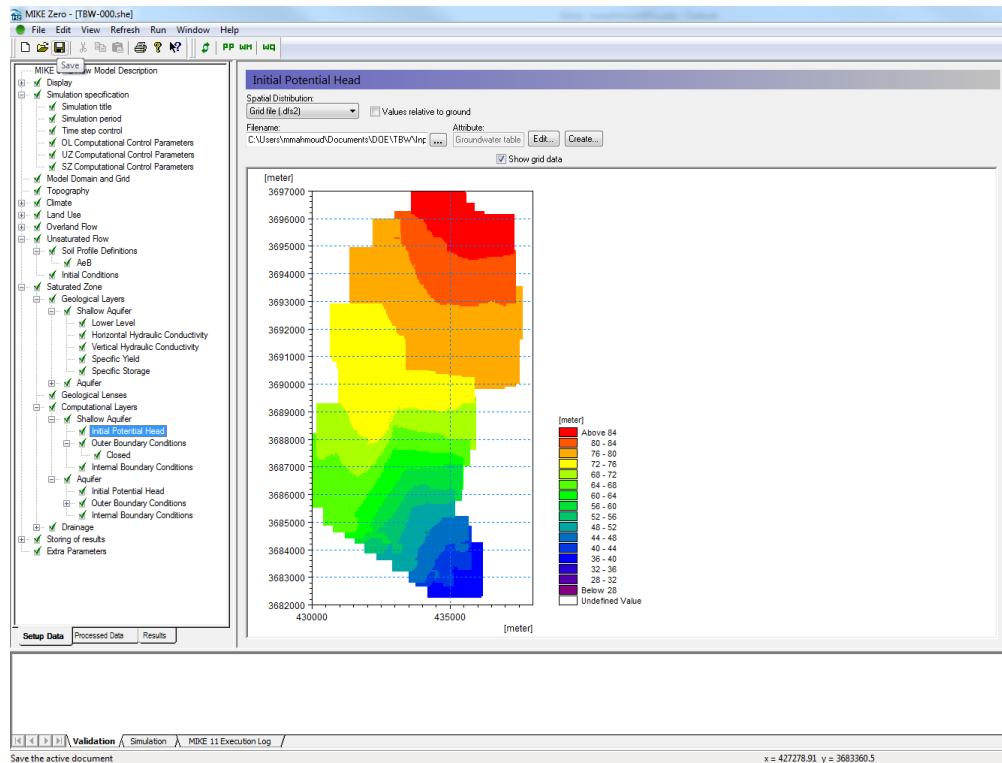 MIKE Zero - [TBW-000.she]
File Edit View Refresh Run Window Help
PP WM WQ
Save
MIKE Flow Model Description
Display
Simulation specification
Simulation title
Simulation period
Time step control
OL Computational Control Parameters
UZ Computational Control Parameters
SZ Computational Control Parameters
Model Domain and Grid
Topography
Climate
Land Use
Overland Flow
Unsaturated Flow
Soil Profile Definitions
AeB
Initial Conditions
Saturated Zone
Geological Layers
Shallow Aquifer
Lower Level
Horizontal Hydraulic Conductivity
Vertical Hydraulic Conductivity
Specific Yield
Specific Storage
Aquifer
Geological Lenses
Computational Layers
Shallow Aquifer
Initial Potential Head
Outer Boundary Conditions
Closed
Internal Boundary Conditions
Aquifer
Initial Potential Head
Outer Boundary Conditions
Internal Boundary Conditions
Drainage
Storing of results
Extra Parameters
Setup Data Processed Data Results
Initial Potential Head
Spatial Distribution:
Grid file (.dfs2) Values relative to ground
Filename: Attribute:
C:\Users\mmahmoud\Documents\DOE\TBW\Inp ... Groundwater table Edit... Create...
Show grid data
[meter]
3697000
3696000
3695000
3694000
3693000
3692000
3691000
3690000
3689000
3688000
3687000
3686000
3685000
3684000
3683000
3682000
430000 435000
[meter]
[meter]
Above 84
80 - 84
76 - 80
72 - 76
68 - 72
64 - 68
60 - 64
56 - 60
52 - 56
48 - 52
44 - 48
40 - 44
36 - 40
32 - 36
28 - 32
Below 28
Undefined Value
Validation Simulation MIKE 11 Execution Log
Save the active document x = 427278.91 y = 3683360.5